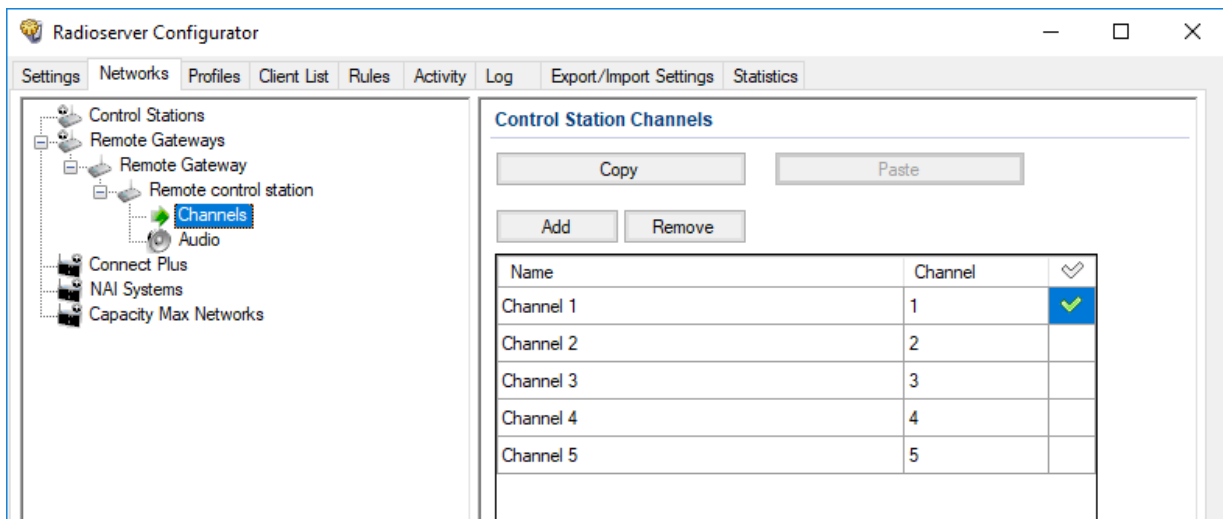 Radioserver Configurator
Settings Networks Profiles Client List Rules Activity Log Export/Import Settings Statistics
Control Stations
Remote Gateways
Remote Gateway
Remote control station
Channels
Audio
Connect Plus
NAI Systems
Capacity Max Networks
Control Station Channels
Copy Paste
Add Remove
Name Channel
Channel 1 1
Channel 2 2
Channel 3 3
Channel 4 4
Channel 5 5